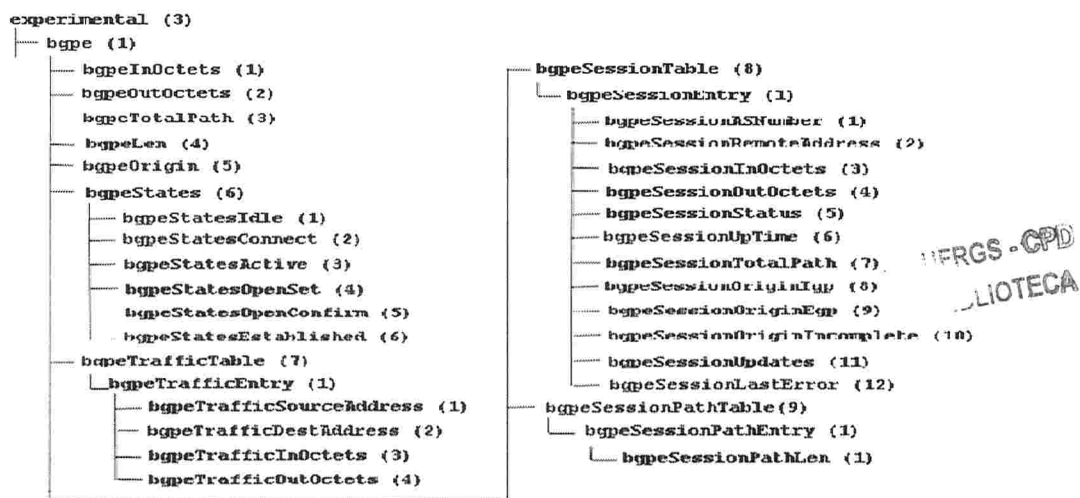 experimental (3)
bgpe (1)
bgpeInOctets (1)
bgpeOutOctets (2)
bgpeTotalPath (3)
bgpeLen (4)
bgpeOrigin (5)
bgpeStates (6)
bgpeStatesIdle (1)
bgpeStatesConnect (2)
bgpeStatesActive (3)
bgpeStatesOpenSet (4)
bgpeStatesOpenConfirm (5)
bgpeStatesEstablished (6)
bgpeTrafficTable (7)
bgpeTrafficEntry (1)
bgpeTrafficSourceAddress (1)
bgpeTrafficDestAddress (2)
bgpeTrafficInOctets (3)
bgpeTrafficOutOctets (4)
bgpeSessionTable (8)
bgpeSessionEntry (1)
bgpeSessionASNumber (1)
bgpeSessionRemoteAddress (2)
bgpeSessionInOctets (3)
bgpeSessionOutOctets (4)
bgpeSessionStatus (5)
bgpeSessionUpTime (6)
bgpeSessionTotalPath (7)
bgpeSessionOriginIgp (8)
bgpeSessionOriginEgp (9)
bgpeSessionOriginIncomplete (10)
bgpeSessionUpdates (11)
bgpeSessionLastError (12)
bgpeSessionPathTable(9)
bgpeSessionPathEntry (1)
bgpeSessionPathLen (1)
UFRGS - CPD
LIOTECA